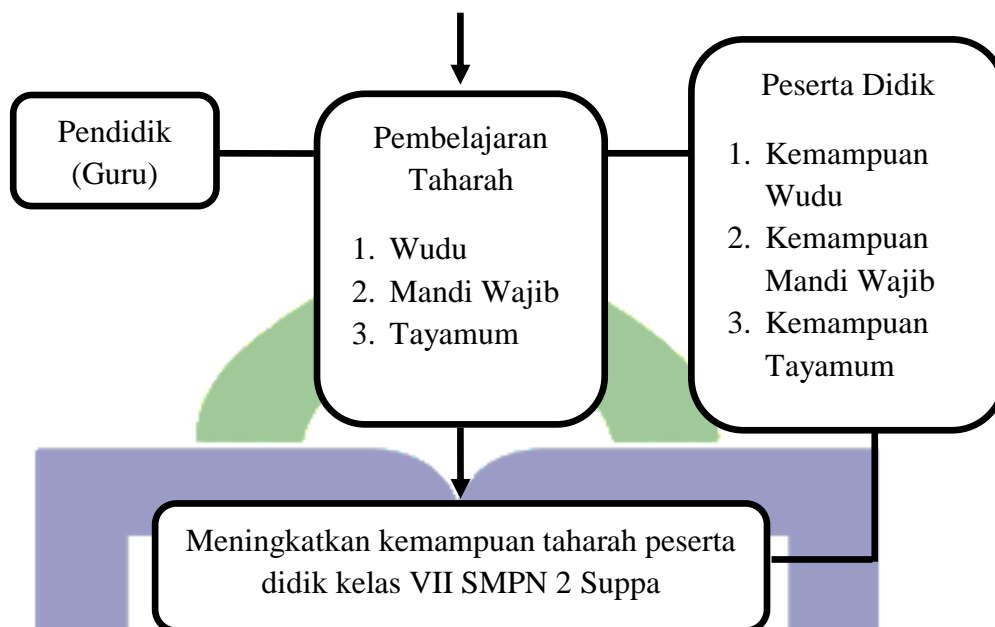 Pendidik
(Guru)
Pembelajaran
Taharah
1. Wudu
2. Mandi Wajib
3. Tayamum
Peserta Didik
1. Kemampuan
Wudu
2. Kemampuan
Mandi Wajib
3. Kemampuan
Tayamum
Meningkatkan kemampuan taharah peserta
didik kelas VII SMPN 2 Suppa